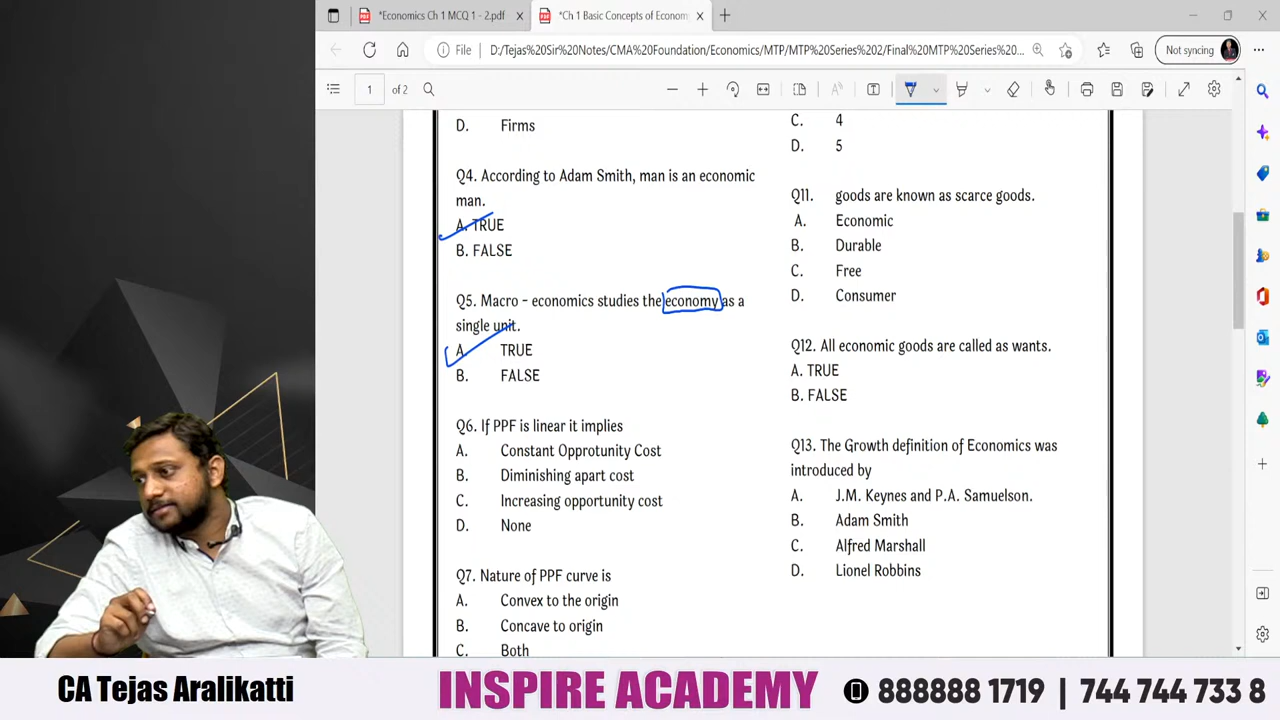 *Economics Ch 1 MCQ 1 - 2.pdf
*Ch 1 Basic Concepts of Econom
File
D:/Tejas%20Sir%20Notes/CMA%20Foundation/Economics/MTP/MTP%20Series%202/Final%20MTP%20Series%20...
Not syncing
1
of 2
D. Firms
Q4. According to Adam Smith, man is an economic
man.
A. TRUE
B. FALSE
Q5. Macro - economics studies the economy as a
single unit.
A. TRUE
B. FALSE
Q6. If PPF is linear it implies
A. Constant Opprotunity Cost
B. Diminishing apart cost
C. Increasing opportunity cost
D. None
Q7. Nature of PPF curve is
A. Convex to the origin
B. Concave to origin
C. Both
C. 4
D. 5
Q11. goods are known as scarce goods.
A. Economic
B. Durable
C. Free
D. Consumer
Q12. All economic goods are called as wants.
A. TRUE
B. FALSE
Q13. The Growth definition of Economics was
introduced by
A. J.M. Keynes and P.A. Samuelson.
B. Adam Smith
C. Alfred Marshall
D. Lionel Robbins
CA Tejas Aralikatti
INSPIRE ACADEMY
888888 1719 | 744 744 733 8